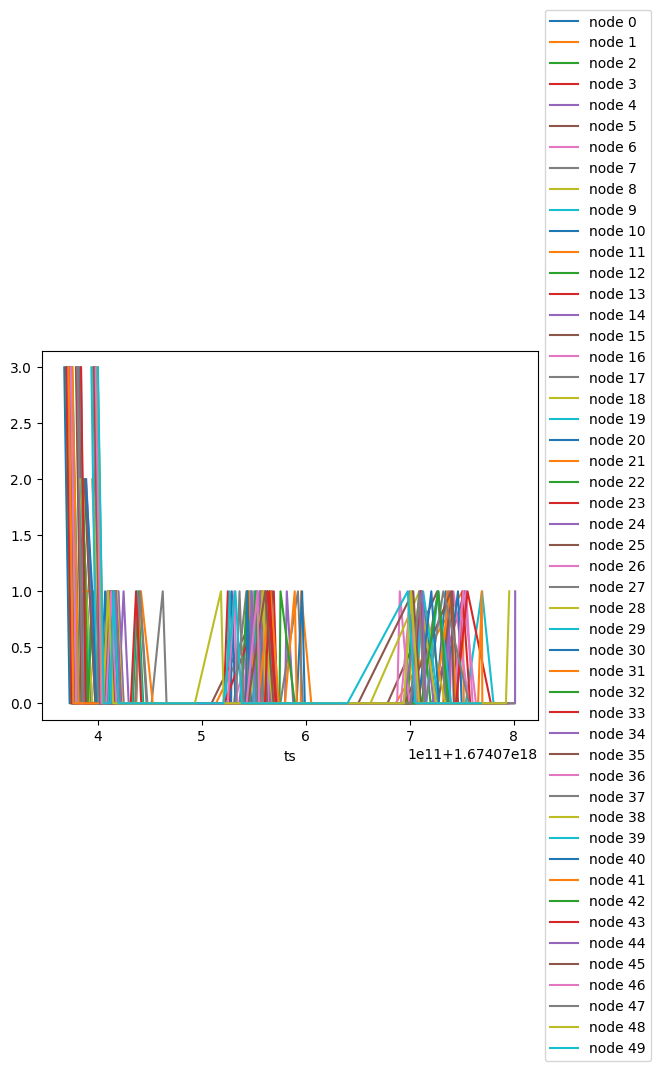 3.0
2.5
2.0
1.5
1.0
0.5
0.0
4
5
6
7
8
ts
1e11+1.67407e18
node 0
node 1
node 2
node 3
node 4
node 5
node 6
node 7
node 8
node 9
node 10
node 11
node 12
node 13
node 14
node 15
node 16
node 17
node 18
node 19
node 20
node 21
node 22
node 23
node 24
node 25
node 26
node 27
node 28
node 29
node 30
node 31
node 32
node 33
node 34
node 35
node 36
node 37
node 38
node 39
node 40
node 41
node 42
node 43
node 44
node 45
node 46
node 47
node 48
node 49